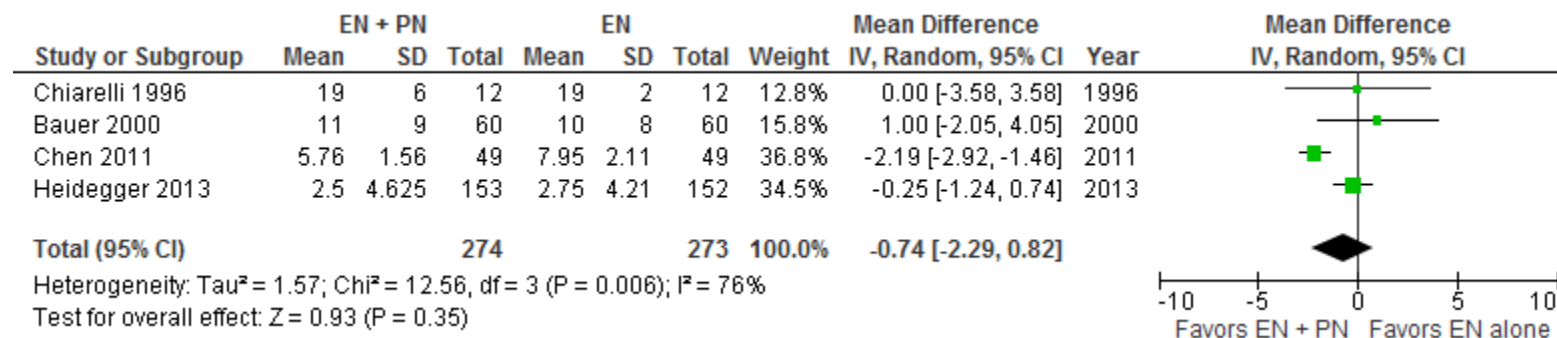 EN + PN EN Mean Difference Mean Difference
Study or Subgroup Mean SD Total Mean SD Total Weight IV, Random, 95% CI Year IV, Random, 95% CI
Chiarelli 1996 19 6 12 19 2 12 12.8% 0.00 [-3.58, 3.58] 1996
Bauer 2000 11 9 60 10 8 60 15.8% 1.00 [-2.05, 4.05] 2000
Chen 2011 5.76 1.56 49 7.95 2.11 49 36.8% -2.19 [-2.92, -1.46] 2011
Heidegger 2013 2.5 4.625 153 2.75 4.21 152 34.5% -0.25 [-1.24, 0.74] 2013
Total (95% CI) 274 273 100.0% -0.74 [-2.29, 0.82]
Heterogeneity: Tau² = 1.57; Chi² = 12.56, df = 3 (P = 0.006); I² = 76%
Test for overall effect: Z = 0.93 (P = 0.35)
-10 -5 0 5 10
Favors EN + PN Favors EN alone